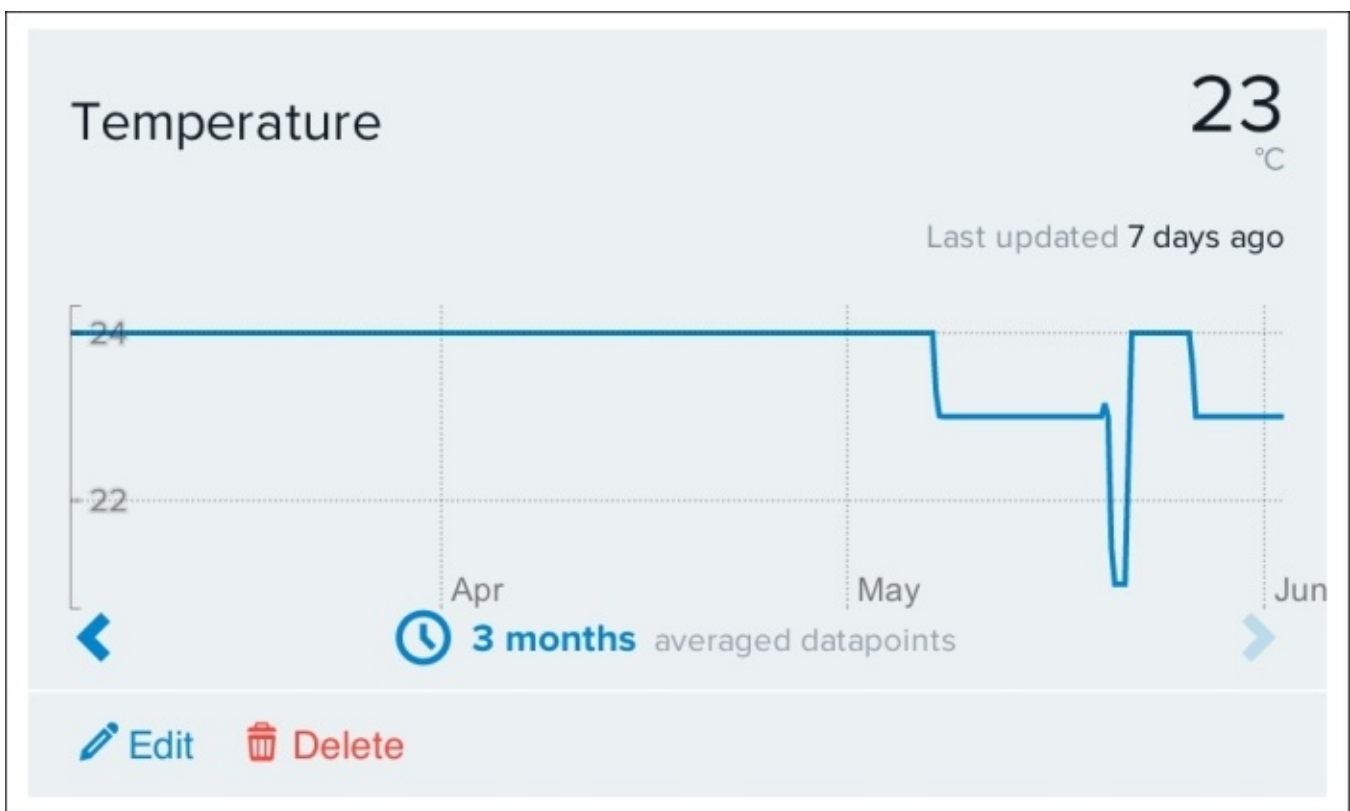 Temperature
23
°C
Last updated 7 days ago
24
22
Apr May Jun
3 months averaged datapoints
Edit Delete